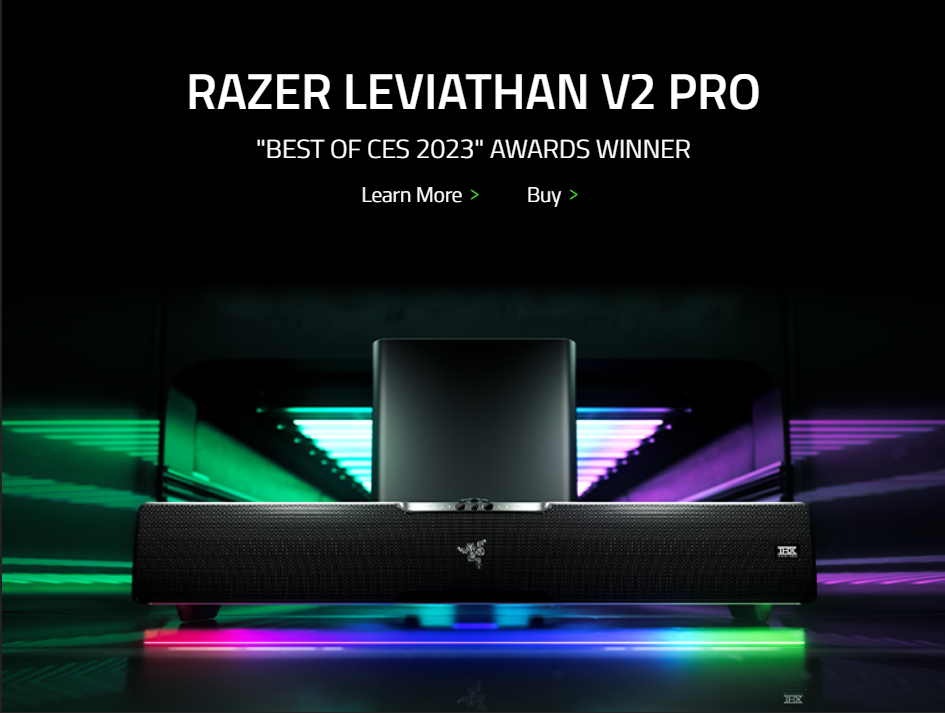 RAZER LEVIATHAN V2 PRO
"BEST OF CES 2023" AWARDS WINNER
Learn More >
Buy >
THX